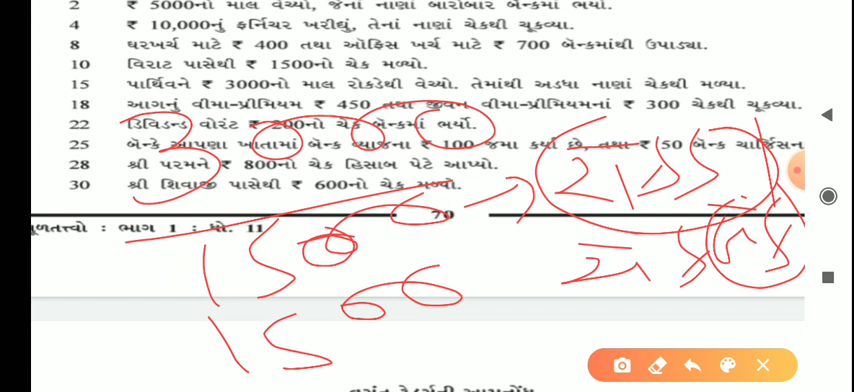 2 ₹ 5000નો માલ વેચ્યો, જેનાં નાણાં બારોબાર બૅન્કમાં ભર્યાં.
4 ₹ 10,000નું ફર્નિચર ખરીદ્યું, તેનાં નાણાં ચેકથી ચૂકવ્યા.
8 ઘરખર્ચ માટે ₹ 400 તથા ઑફિસ ખર્ચ માટે ₹ 700 બૅન્કમાંથી ઉપાડ્યા.
10 વિરાટ પાસેથી ₹ 1500નો ચેક મળ્યો.
15 પાર્થિવને ₹ 3000નો માલ રોકડેથી વેચ્યો. તેમાંથી અડધા નાણાં ચેકથી મળ્યા.
18 આગનું વીમા-પ્રીમિયમ ₹ 450 તથા જીવન વીમા-પ્રીમિયમનાં ₹ 300 ચેકથી ચૂકવ્યા.
22 ડિવિડન્ડ વોરંટ ₹ 200નો ચેક બૅન્કમાં ભર્યો.
25 બૅન્કે આપણા ખાતામાં બૅન્ક વ્યાજના ₹ 100 જમા કર્યા છે, તથા ₹ 50 બૅન્ક ચાર્જિસન
28 શ્રી પરમને ₹ 800નો ચેક હિસાબ પેટે આપ્યો.
30 શ્રી શિવાજી પાસેથી ₹ 600નો ચેક મળ્યો.
70
ળતત્ત્વો : ભાગ 1 : ધો. 11
1500
1500